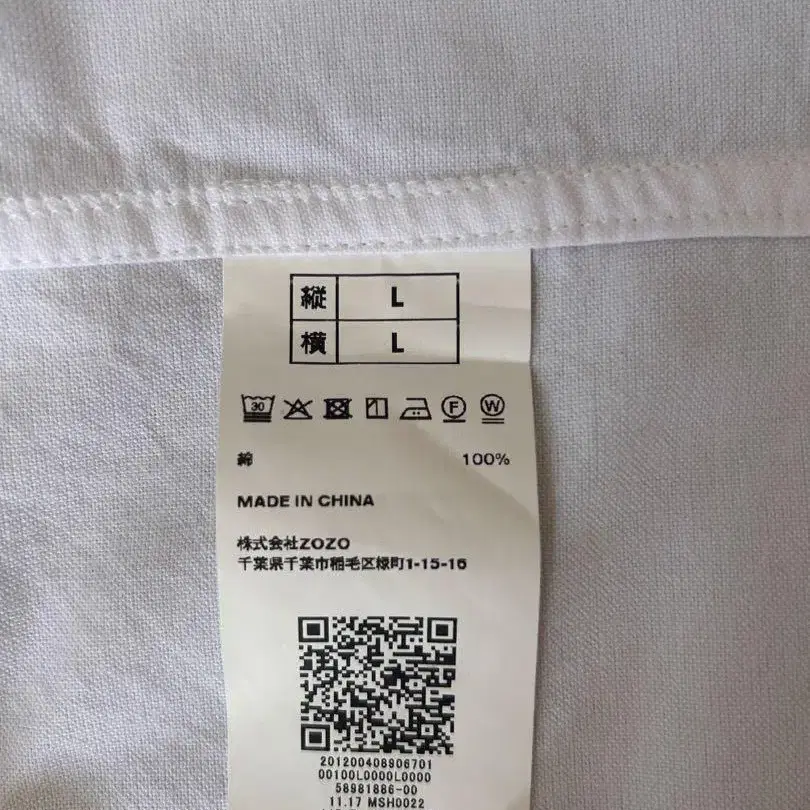 縦 L
横 L
30 F W
綿 100%
MADE IN CHINA
株式会社ZOZO
千葉県千葉市稲毛区緑町1-15-16
201200408906701
00100L0000L0000
58981886-00
11.17 MSH0022